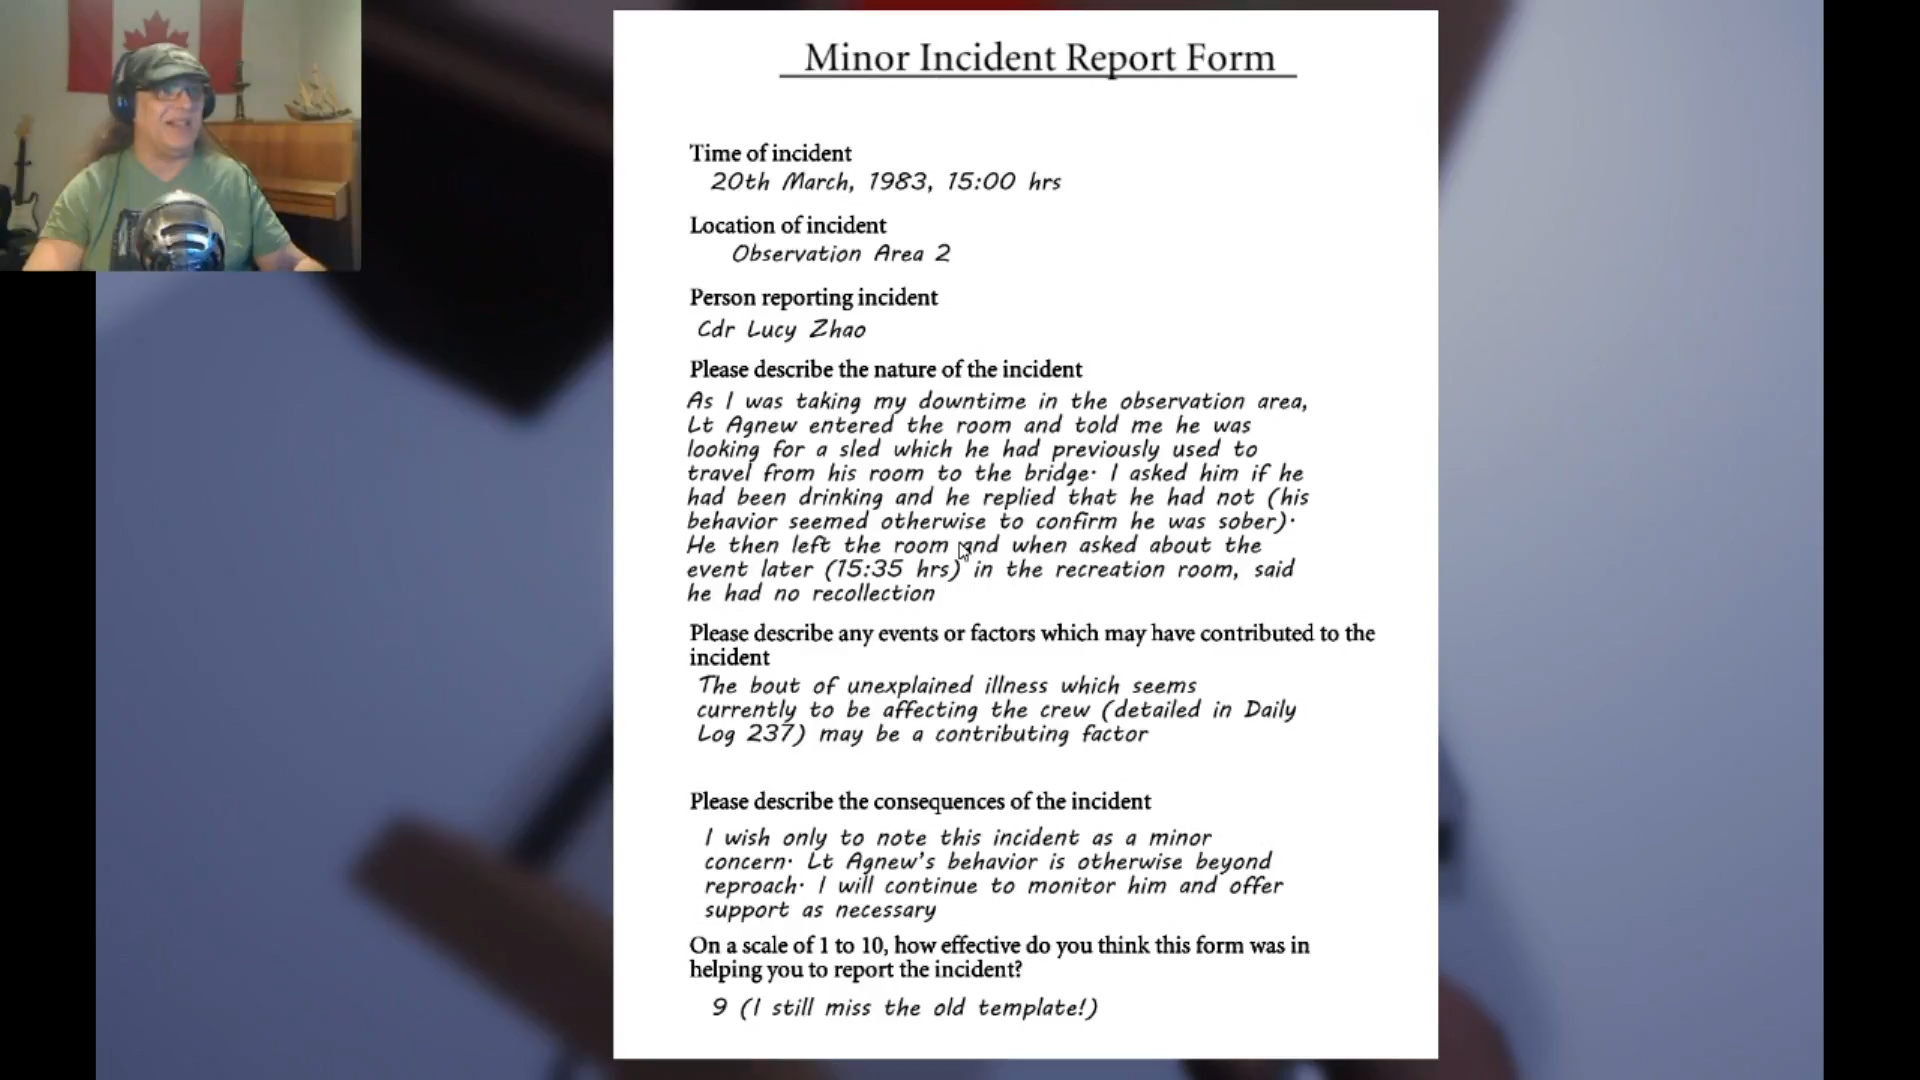 Minor Incident Report Form
Time of incident
20th March, 1983, 15:00 hrs
Location of incident
Observation Area 2
Person reporting incident
Cdr Lucy Zhao
Please describe the nature of the incident
As I was taking my downtime in the observation area,
Lt Agnew entered the room and told me he was
looking for a sled which he had previously used to
travel from his room to the bridge. I asked him if he
had been drinking and he replied that he had not (his
behavior seemed otherwise to confirm he was sober).
He then left the room and when asked about the
event later (15:35 hrs) in the recreation room, said
he had no recollection
Please describe any events or factors which may have contributed to the
incident
The bout of unexplained illness which seems
currently to be affecting the crew (detailed in Daily
Log 237) may be a contributing factor
Please describe the consequences of the incident
I wish only to note this incident as a minor
concern. Lt Agnew's behavior is otherwise beyond
reproach. I will continue to monitor him and offer
support as necessary
On a scale of 1 to 10, how effective do you think this form was in
helping you to report the incident?
9 (I still miss the old template!)